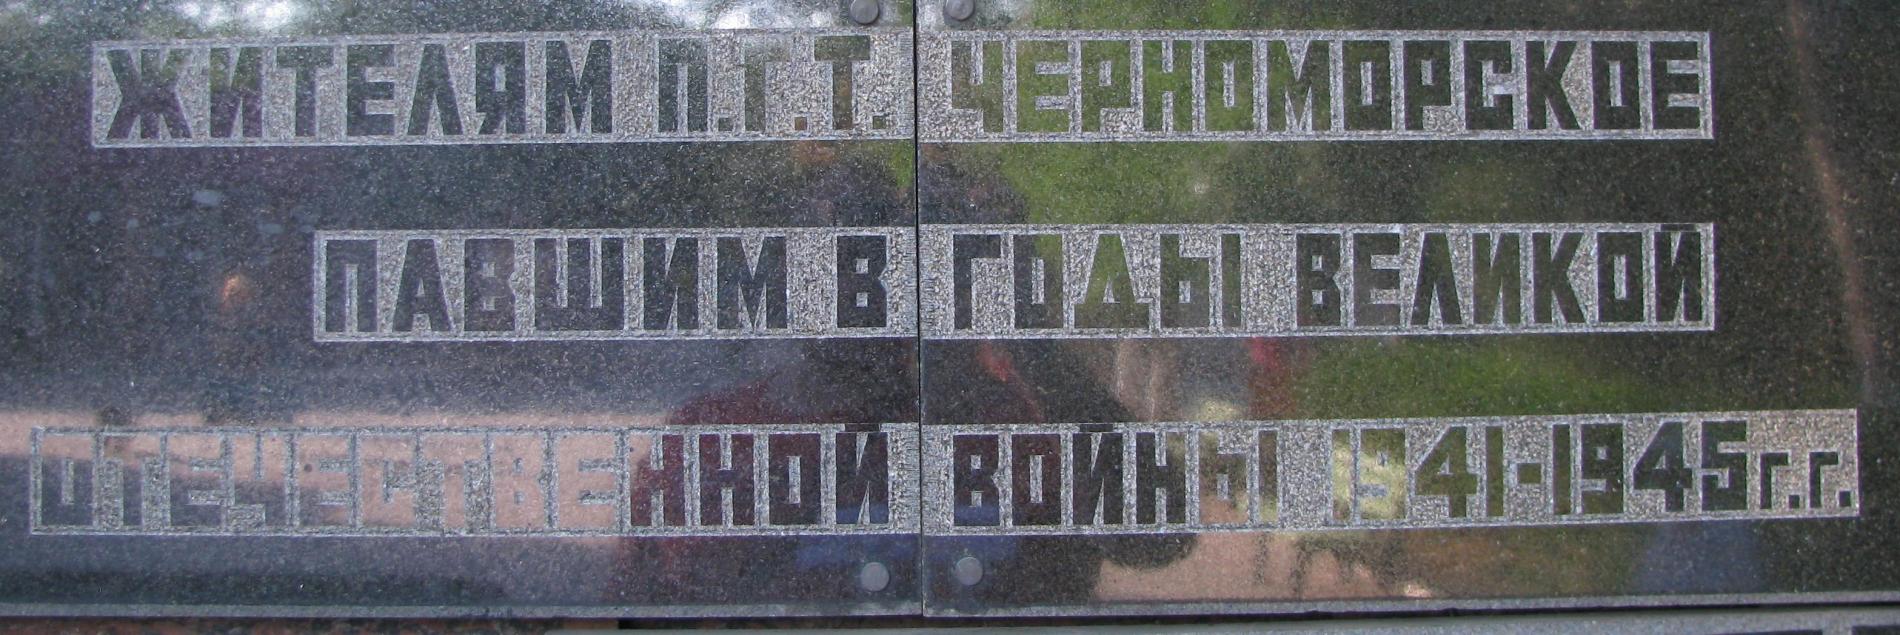 ЖИТЕЛЯМ П.Г.Т. ЧЕРНОМОРСКОЕ
ПАВШИМ В ГОДЫ ВЕЛИКОЙ
ОТЕЧЕСТВЕННОЙ ВОЙНЫ 1941-1945г.г.